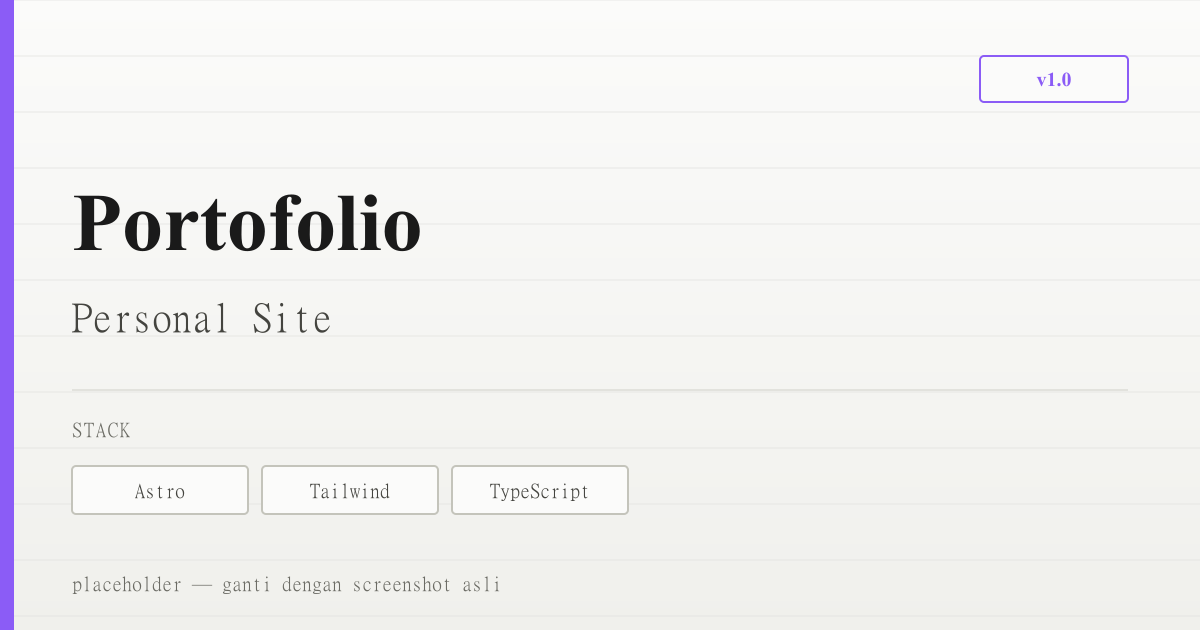 v1.0
Portofolio
Personal Site
STACK
Astro Tailwind TypeScript
placeholder — ganti dengan screenshot asli